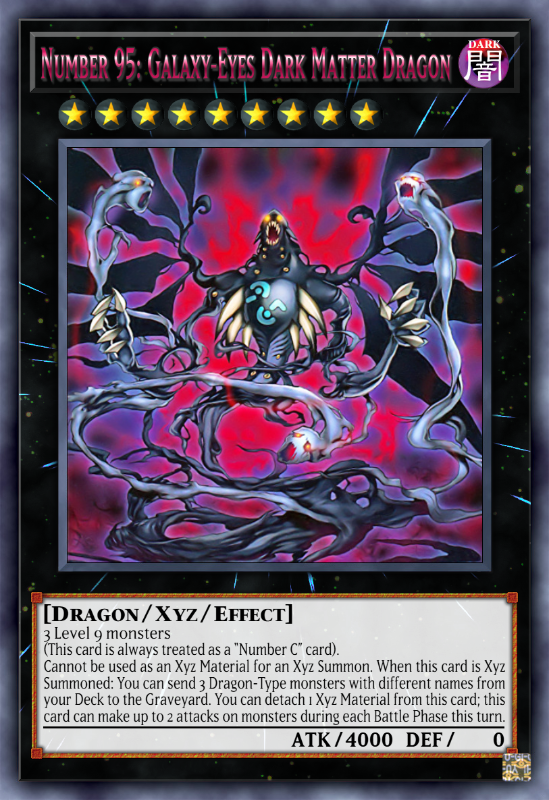 Number 95: Galaxy-Eyes Dark Matter Dragon
DARK
闇
[Dragon/Xyz/Effect]
3 Level 9 monsters
(This card is always treated as a "Number C" card).
Cannot be used as an Xyz Material for an Xyz Summon. When this card is Xyz
Summoned: You can send 3 Dragon-Type monsters with different names from
your Deck to the Graveyard. You can detach 1 Xyz Material from this card; this
card can make up to 2 attacks on monsters during each Battle Phase this turn.
ATK/4000 DEF/ 0